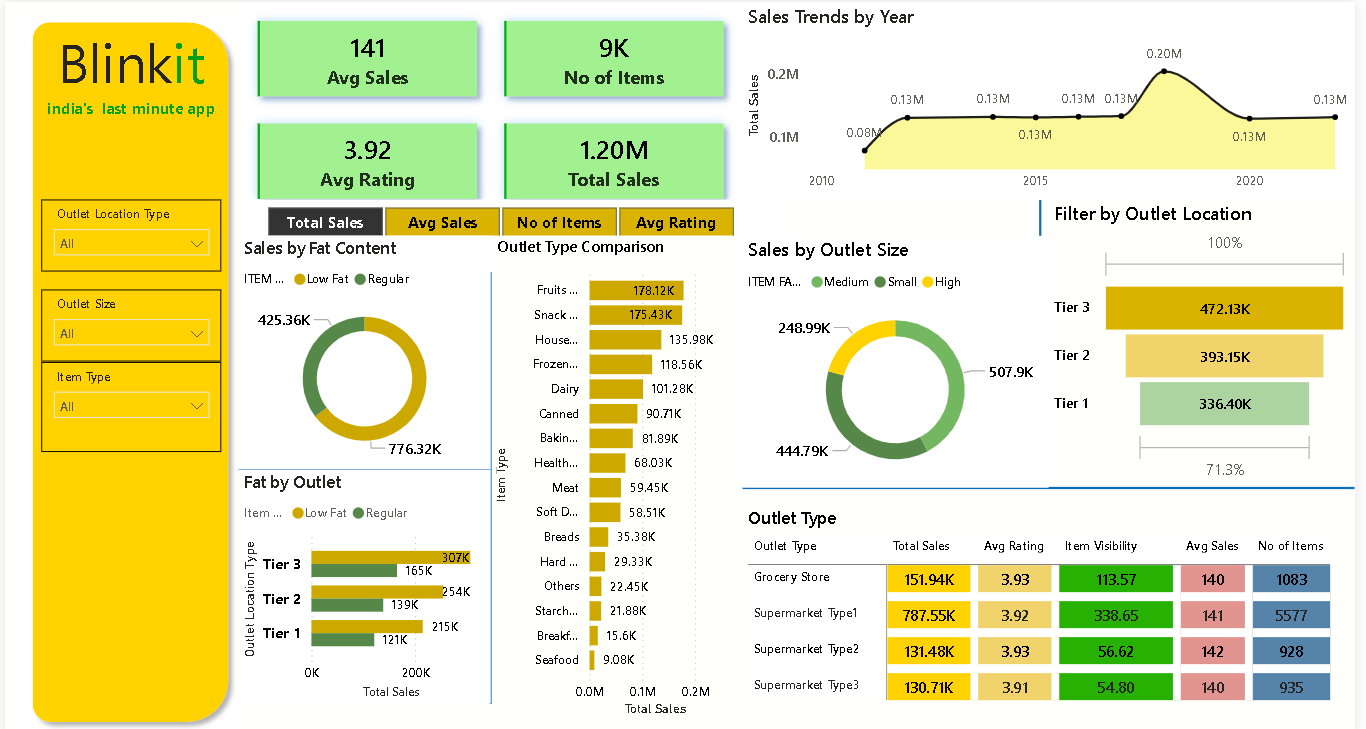 Blinkit
india's last minute app
Outlet Location Type
All
Outlet Size
All
Item Type
All
141
Avg Sales
9K
No of Items
3.92
Avg Rating
1.20M
Total Sales
Total Sales
Avg Sales
No of Items
Avg Rating
Sales by Fat Content
ITEM ... Low Fat Regular
425.36K
776.32K
Fat by Outlet
Item ... Low Fat Regular
Outlet Location Type
Tier 3
307K
165K
Tier 2
254K
139K
Tier 1
215K
121K
0K 200K
Total Sales
Outlet Type Comparison
Item Type
Fruits ... 178.12K
Snack ... 175.43K
House... 135.98K
Frozen... 118.56K
Dairy 101.28K
Canned 90.71K
Bakin... 81.89K
Health... 68.03K
Meat 59.45K
Soft D... 58.51K
Breads 35.38K
Hard ... 29.33K
Others 22.45K
Starch... 21.88K
Breakf... 15.6K
Seafood 9.08K
0.0M 0.1M 0.2M
Total Sales
Sales Trends by Year
Total Sales
0.2M
0.1M
0.08M
0.13M
0.13M
0.13M
0.13M
0.13M
0.20M
0.13M
0.13M
2010 2015 2020
Sales by Outlet Size
ITEM FA... Medium Small High
248.99K
507.9K
444.79K
Filter by Outlet Location
100%
Tier 3 472.13K
Tier 2 393.15K
Tier 1 336.40K
71.3%
Outlet Type
Outlet Type Total Sales Avg Rating Item Visibility Avg Sales No of Items
Grocery Store 151.94K 3.93 113.57 140 1083
Supermarket Type1 787.55K 3.92 338.65 141 5577
Supermarket Type2 131.48K 3.93 56.62 142 928
Supermarket Type3 130.71K 3.91 54.80 140 935